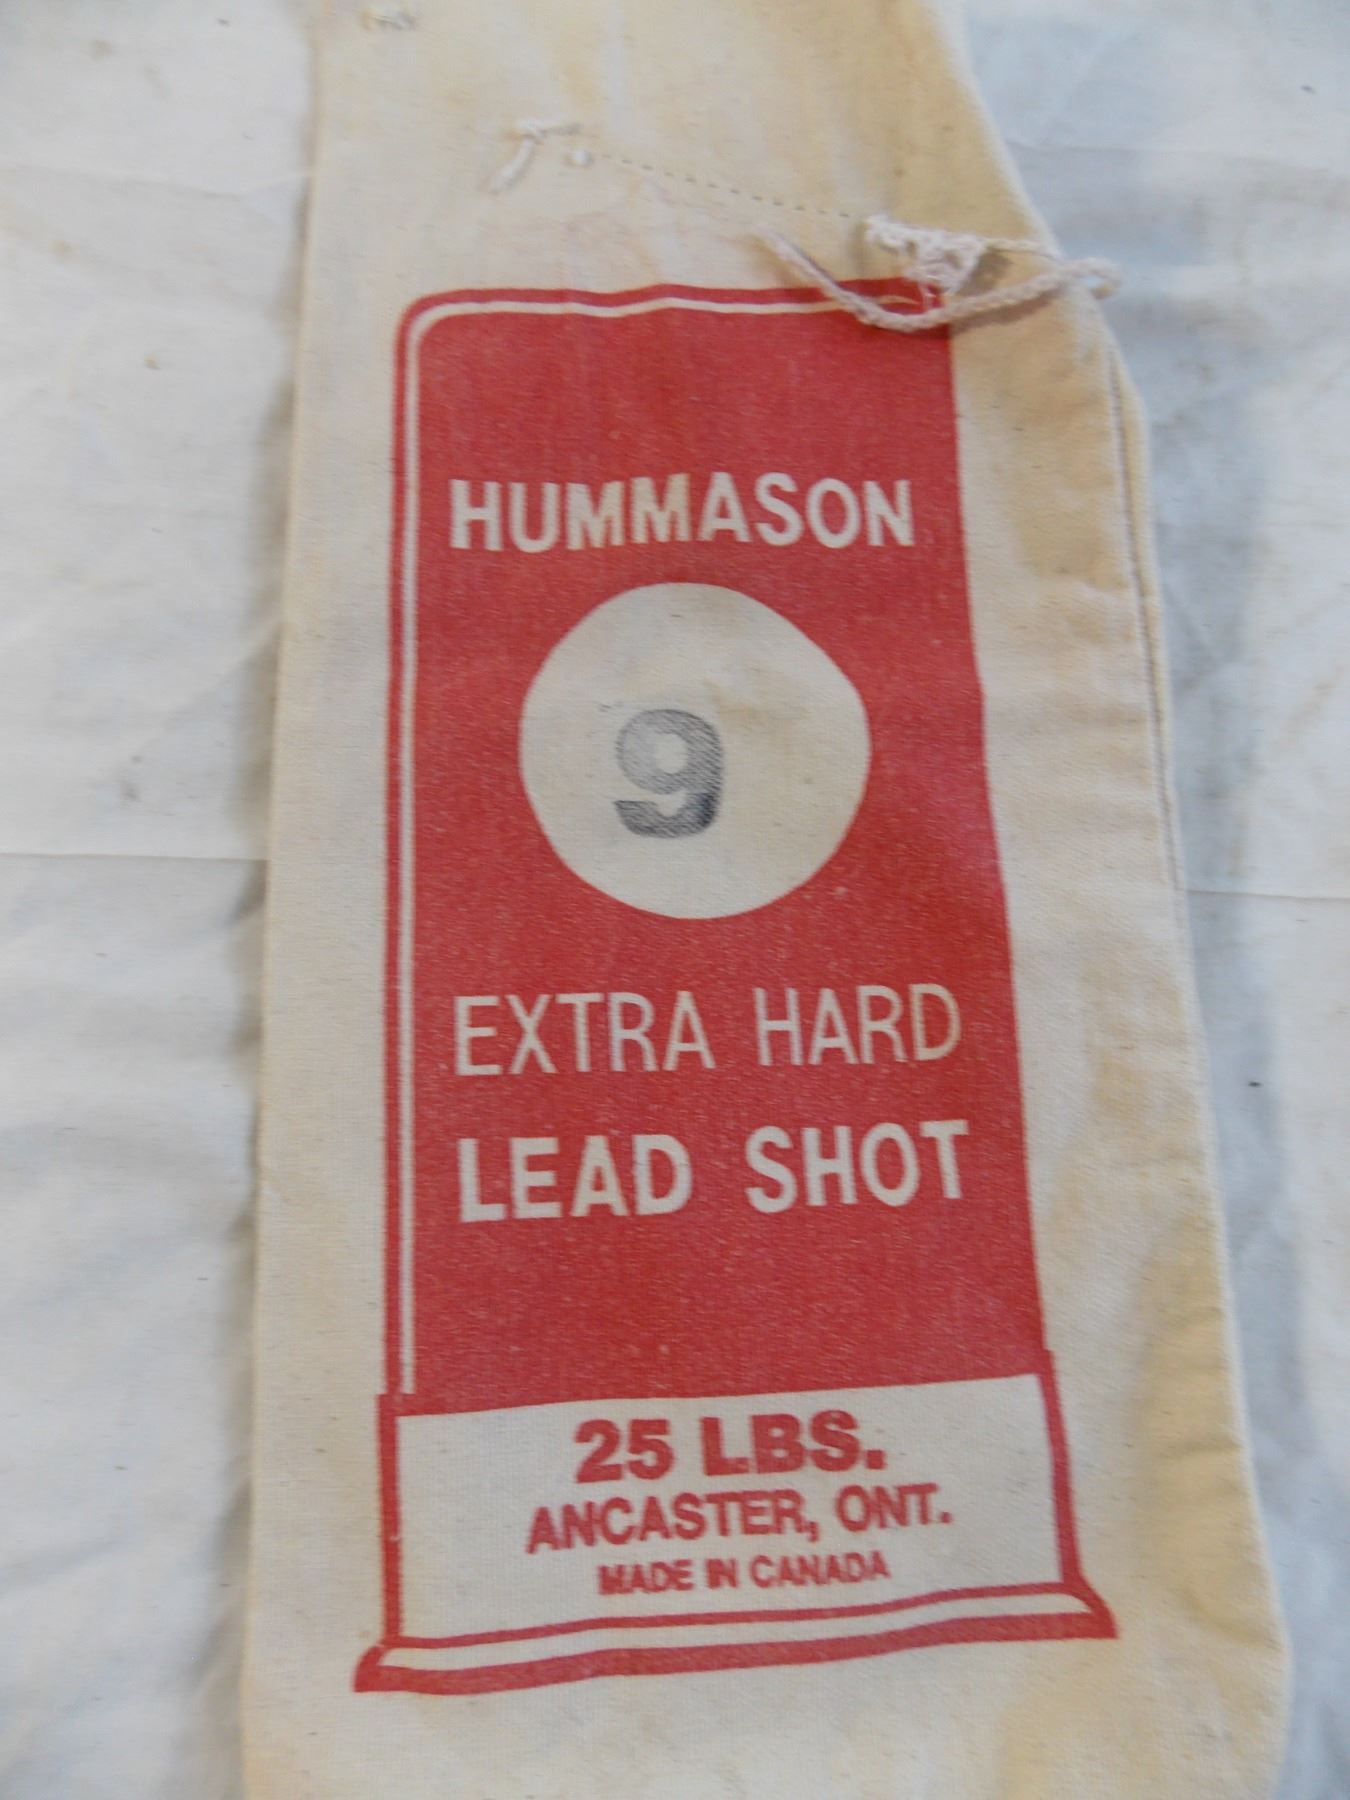 HUMMASON
9
EXTRA HARD
LEAD SHOT
25 LBS.
ANCASTER, ONT.
MADE IN CANADA